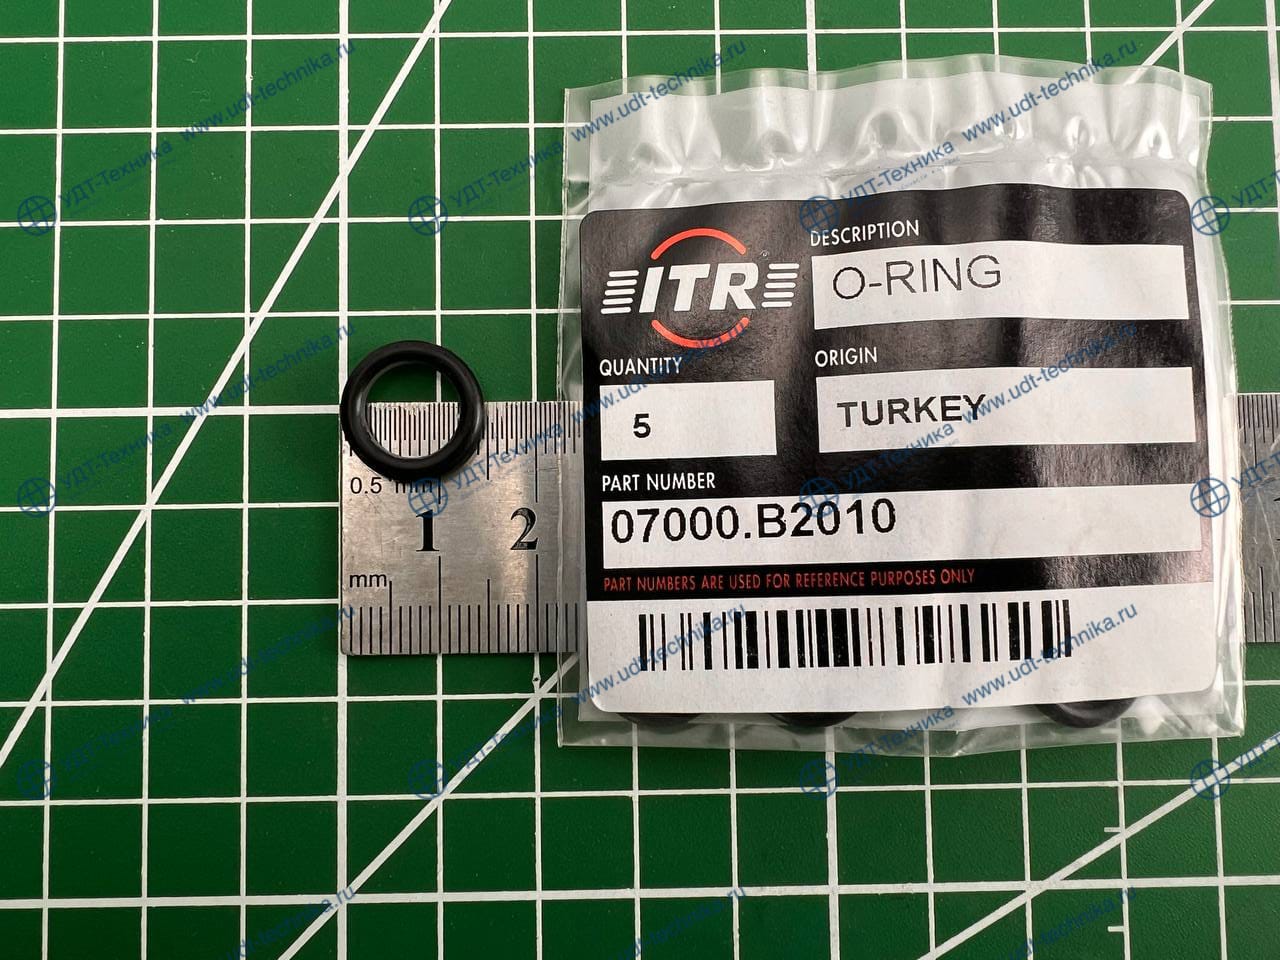 ITR
DESCRIPTION
O-RING
QUANTITY
5
ORIGIN
TURKEY
PART NUMBER
07000.B2010
PART NUMBERS ARE USED FOR REFERENCE PURPOSES ONLY
0.5 mm
1 2
mm
www.udt-technika.ru
УДТ-Техника